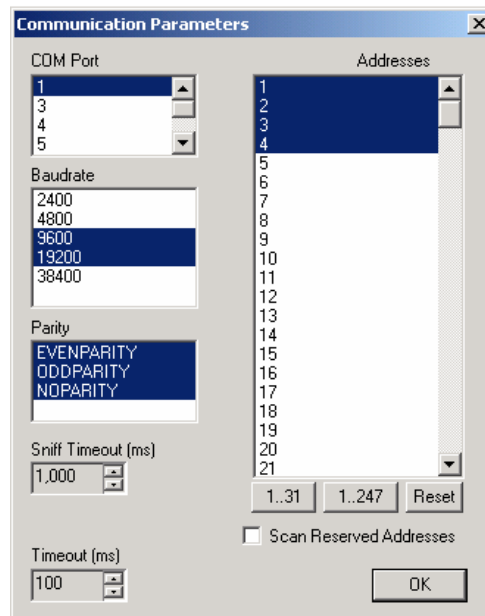 Communication Parameters
COM Port
1
3
4
5
Baudrate
2400
4800
9600
19200
38400
Parity
EVENPARITY
ODDPARITY
NOPARITY
Sniff Timeout (ms)
1,000
Timeout (ms)
100
Addresses
1
2
3
4
5
6
7
8
9
10
11
12
13
14
15
16
17
18
19
20
21
1..31 1..247 Reset
Scan Reserved Addresses
OK